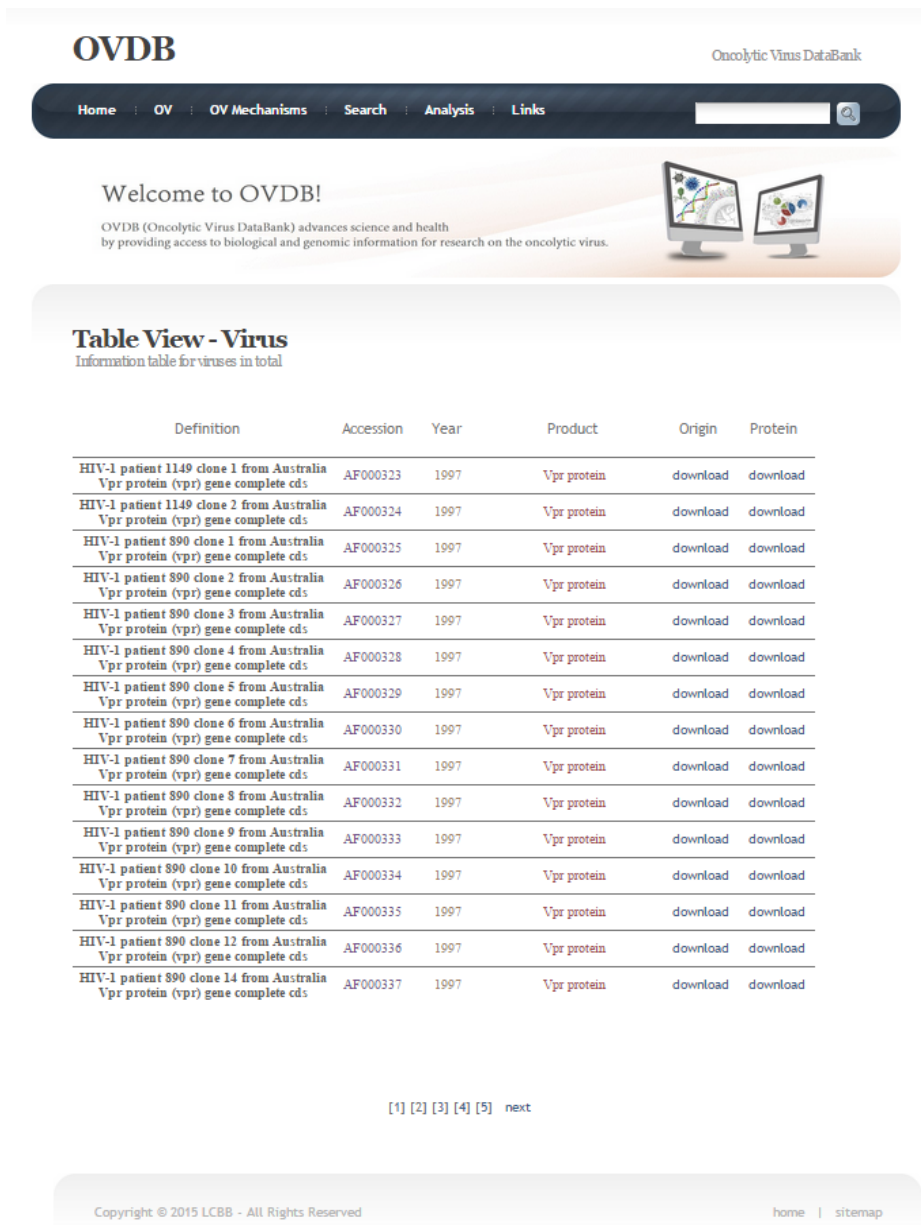 OVDB
Oncolytic Virus DataBank
Home OV OV Mechanisms Search Analysis Links
Welcome to OVDB!
OVDB (Oncolytic Virus DataBank) advances science and health
by providing access to biological and genomic information for research on the oncolytic virus.
Table View - Virus
Information table for viruses in total
Definition Accession Year Product Origin Protein
HIV-1 patient 1149 clone 1 from Australia
Vpr protein (vpr) gene complete cds AF000323 1997 Vpr protein download download
HIV-1 patient 1149 clone 2 from Australia
Vpr protein (vpr) gene complete cds AF000324 1997 Vpr protein download download
HIV-1 patient 890 clone 1 from Australia
Vpr protein (vpr) gene complete cds AF000325 1997 Vpr protein download download
HIV-1 patient 890 clone 2 from Australia
Vpr protein (vpr) gene complete cds AF000326 1997 Vpr protein download download
HIV-1 patient 890 clone 3 from Australia
Vpr protein (vpr) gene complete cds AF000327 1997 Vpr protein download download
HIV-1 patient 890 clone 4 from Australia
Vpr protein (vpr) gene complete cds AF000328 1997 Vpr protein download download
HIV-1 patient 890 clone 5 from Australia
Vpr protein (vpr) gene complete cds AF000329 1997 Vpr protein download download
HIV-1 patient 890 clone 6 from Australia
Vpr protein (vpr) gene complete cds AF000330 1997 Vpr protein download download
HIV-1 patient 890 clone 7 from Australia
Vpr protein (vpr) gene complete cds AF000331 1997 Vpr protein download download
HIV-1 patient 890 clone 8 from Australia
Vpr protein (vpr) gene complete cds AF000332 1997 Vpr protein download download
HIV-1 patient 890 clone 9 from Australia
Vpr protein (vpr) gene complete cds AF000333 1997 Vpr protein download download
HIV-1 patient 890 clone 10 from Australia
Vpr protein (vpr) gene complete cds AF000334 1997 Vpr protein download download
HIV-1 patient 890 clone 11 from Australia
Vpr protein (vpr) gene complete cds AF000335 1997 Vpr protein download download
HIV-1 patient 890 clone 12 from Australia
Vpr protein (vpr) gene complete cds AF000336 1997 Vpr protein download download
HIV-1 patient 890 clone 14 from Australia
Vpr protein (vpr) gene complete cds AF000337 1997 Vpr protein download download
[1] [2] [3] [4] [5] next
Copyright © 2015 LCBB - All Rights Reserved
home | sitemap